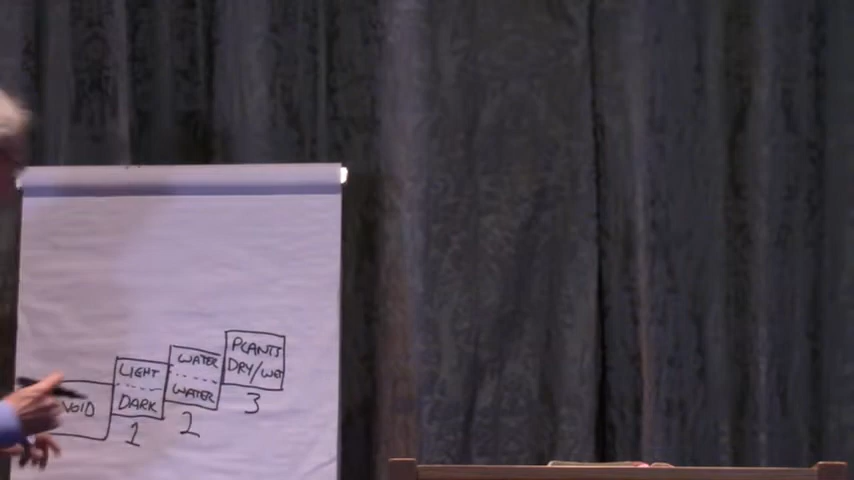 VOID
LIGHT
DARK
1
WATER
WATER
2
PLANTS
DRY/WET
3